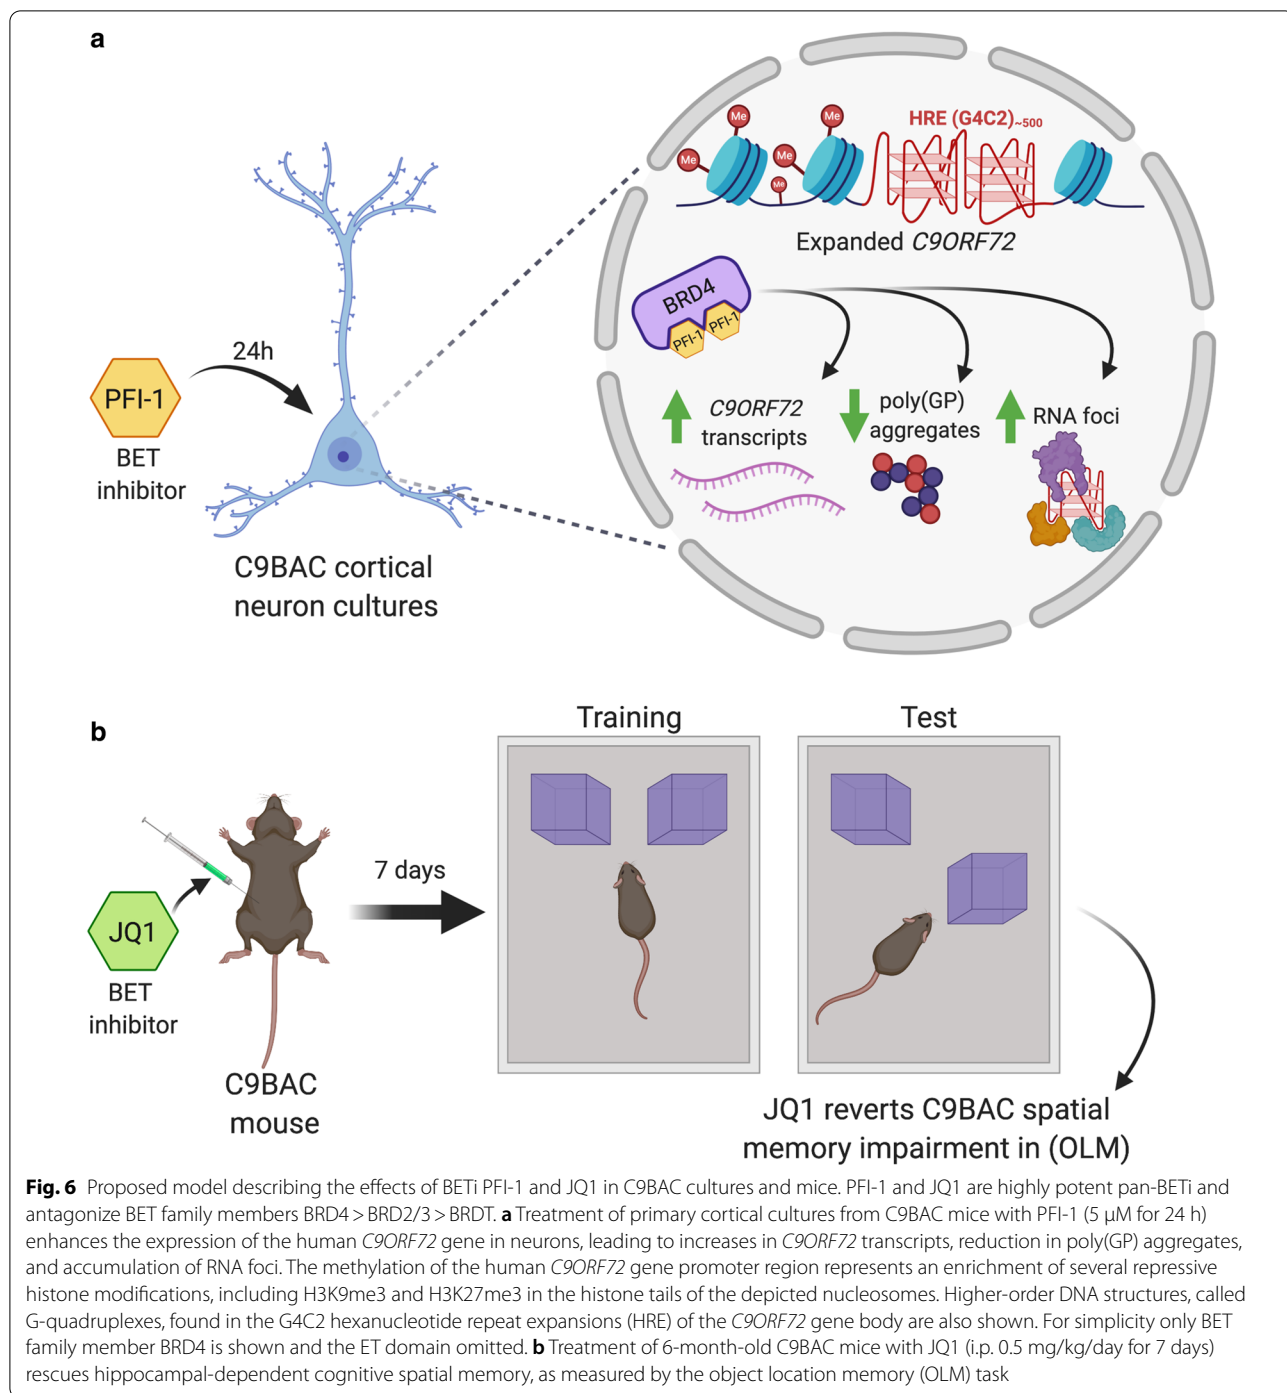 a
Me
Me
Me
Me
Me
HRE (G4C2)~500
Expanded C9ORF72
BRD4
PFI-1
PFI-1
24h
PFI-1
BET
inhibitor
C9ORF72
transcripts
poly(GP)
aggregates
RNA foci
C9BAC cortical
neuron cultures
b
Training
Test
7 days
JQ1
BET
inhibitor
C9BAC
mouse
JQ1 reverts C9BAC spatial
memory impairment in (OLM)
Fig. 6 Proposed model describing the effects of BETi PFI-1 and JQ1 in C9BAC cultures and mice. PFI-1 and JQ1 are highly potent pan-BETi and
antagonize BET family members BRD4 > BRD2/3 > BRDT. a Treatment of primary cortical cultures from C9BAC mice with PFI-1 (5 µM for 24 h)
enhances the expression of the human C9ORF72 gene in neurons, leading to increases in C9ORF72 transcripts, reduction in poly(GP) aggregates,
and accumulation of RNA foci. The methylation of the human C9ORF72 gene promoter region represents an enrichment of several repressive
histone modifications, including H3K9me3 and H3K27me3 in the histone tails of the depicted nucleosomes. Higher-order DNA structures, called
G-quadruplexes, found in the G4C2 hexanucleotide repeat expansions (HRE) of the C9ORF72 gene body are also shown. For simplicity only BET
family member BRD4 is shown and the ET domain omitted. b Treatment of 6-month-old C9BAC mice with JQ1 (i.p. 0.5 mg/kg/day for 7 days)
rescues hippocampal-dependent cognitive spatial memory, as measured by the object location memory (OLM) task